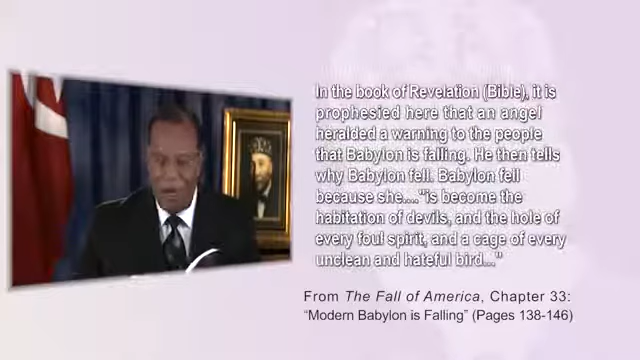 In the book of Revelation (Bible), it is
prophesied here that an angel
heralded a warning to the people
that Babylon is falling. He then tells
why Babylon fell. Babylon fell
because she...."is become the
habitation of devils, and the hole of
every foul spirit, and a cage of every
unclean and hateful bird..."
From The Fall of America, Chapter 33:
"Modern Babylon is Falling" (Pages 138-146)